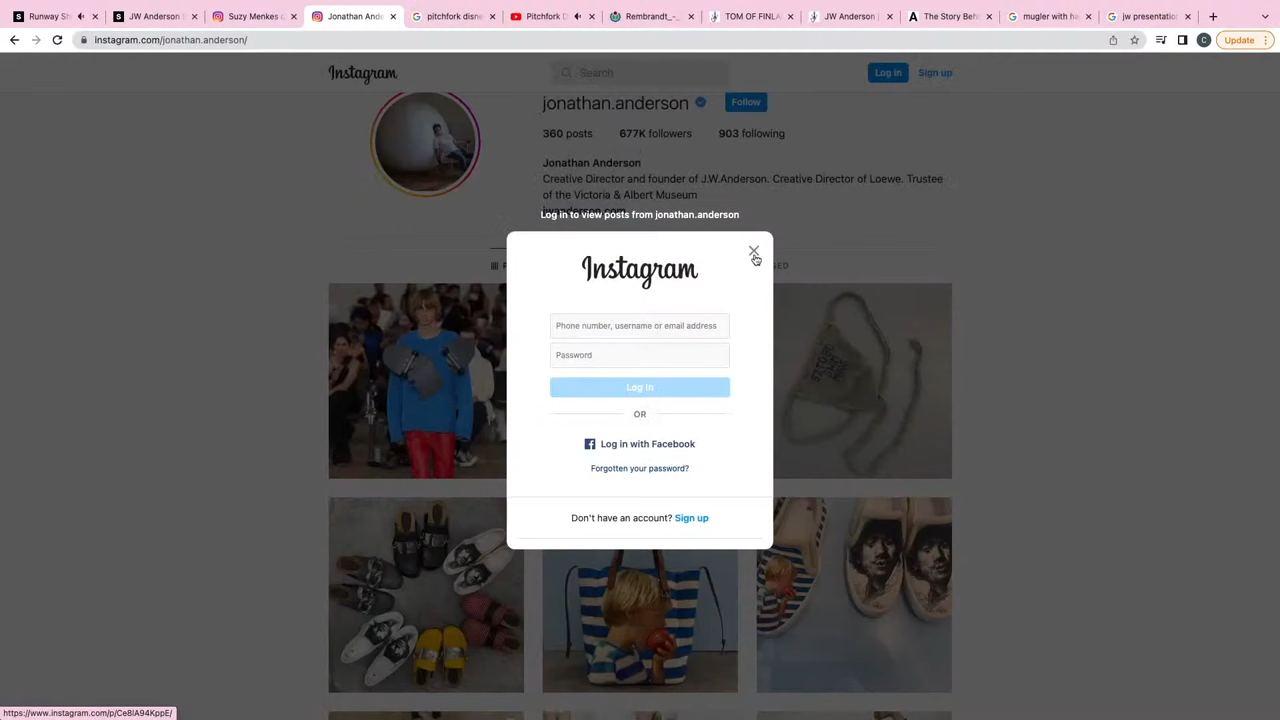 Runway Sh
JW Anderson S
Suzy Menkes o
Jonathan Ande
pitchfork disne
Pitchfork D
Rembrandt_-_
TOM OF FINLA
JW Anderson |
The Story Behi
mugler with he
jw presentation
instagram.com/jonathan.anderson/
C
Update
Instagram
Search
Log in
Sign up
jonathan.anderson
Follow
360 posts
677K followers
903 following
Jonathan Anderson
Creative Director and founder of J.W.Anderson. Creative Director of Loewe. Trustee
of the Victoria & Albert Museum
jwanderson.com
Log in to view posts from jonathan.anderson
Instagram
Phone number, username or email address
Password
Log In
OR
Log in with Facebook
Forgotten your password?
Don't have an account? Sign up
https://www.instagram.com/p/Ce8lA94KppE/